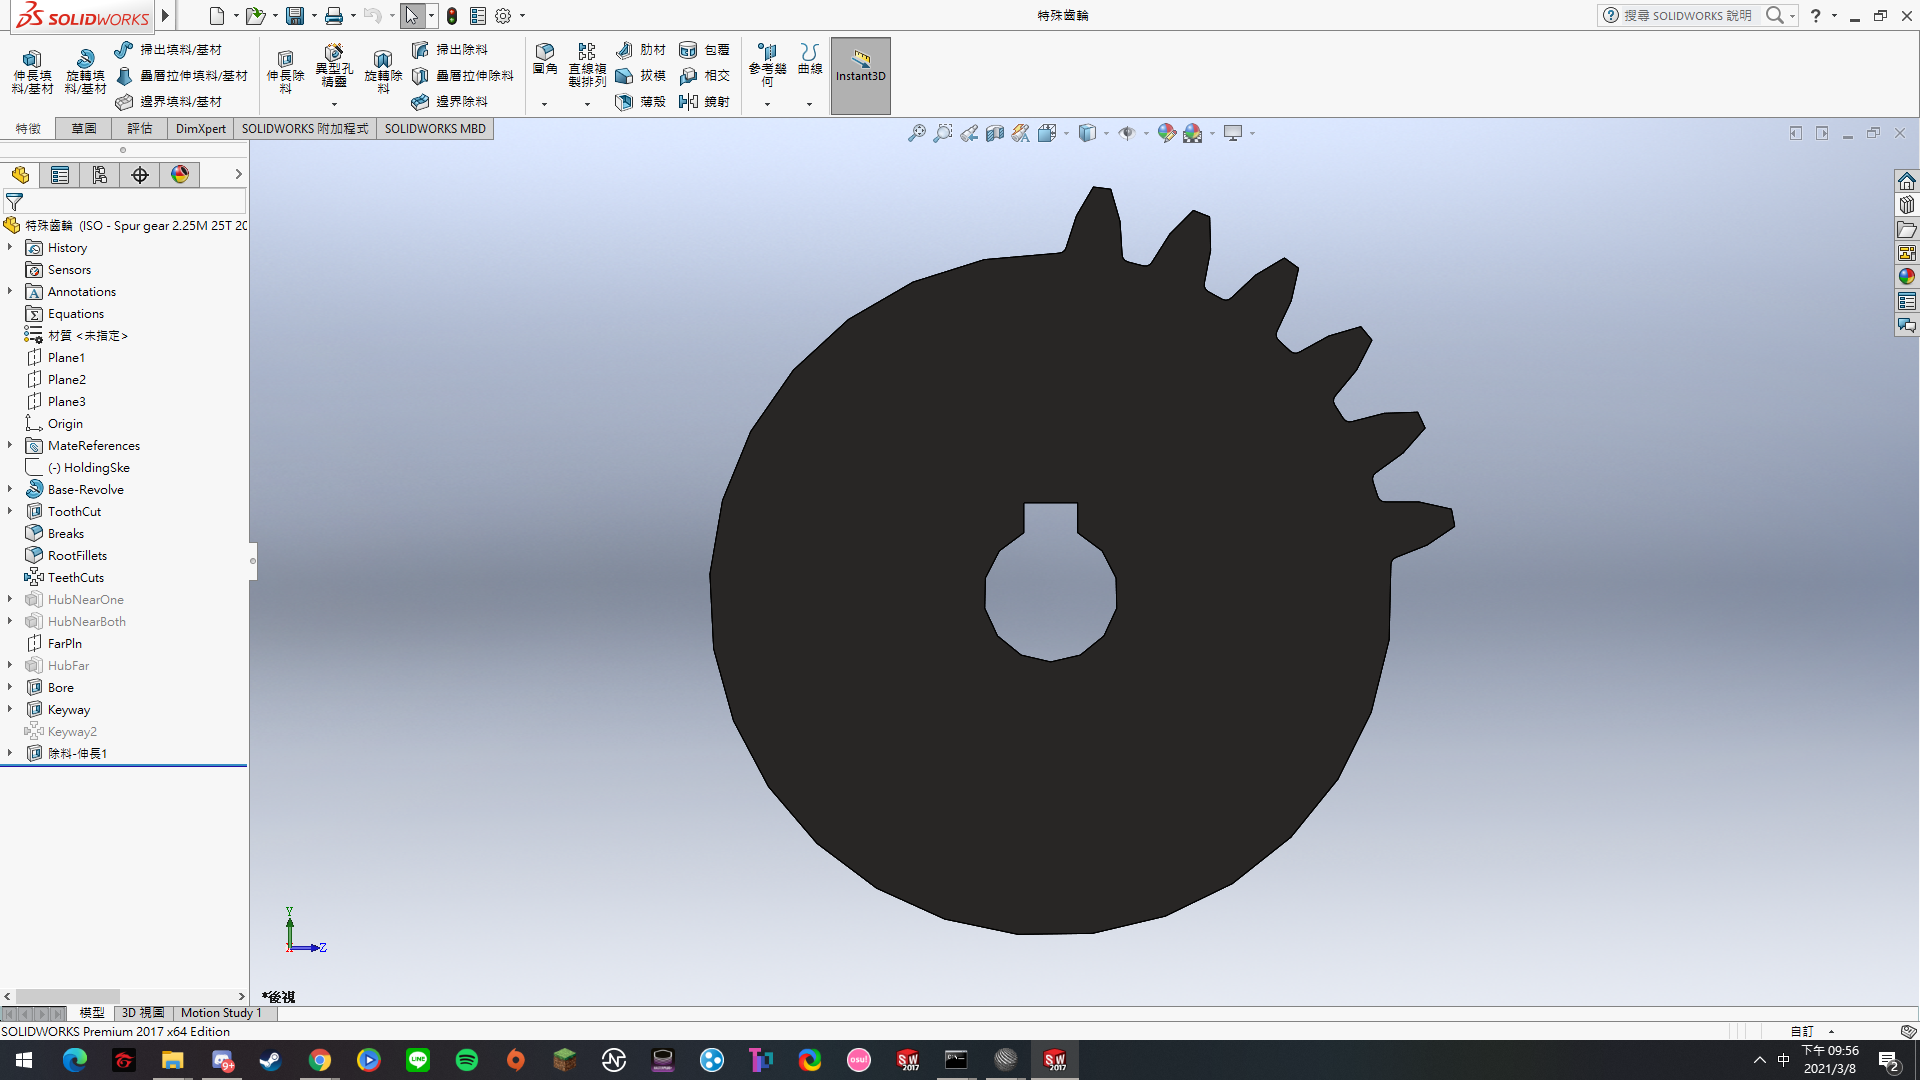 SOLIDWORKS
特殊齒輪
搜尋 SOLIDWORKS 說明
伸長填料/基材
旋轉填料/基材
掃出填料/基材
疊層拉伸填料/基材
邊界填料/基材
伸長除料
異型孔精靈
旋轉除料
掃出除料
疊層拉伸除料
邊界除料
圓角
直線複製排列
肋材
拔模
薄殼
包覆
相交
鏡射
參考幾何
曲線
Instant3D
特徵
草圖
評估
DimXpert
SOLIDWORKS 附加程式
SOLIDWORKS MBD
特殊齒輪 (ISO - Spur gear 2.25M 25T 20
History
Sensors
Annotations
Equations
材質 <未指定>
Plane1
Plane2
Plane3
Origin
MateReferences
(-) HoldingSke
Base-Revolve
ToothCut
Breaks
RootFillets
TeethCuts
HubNearOne
HubNearBoth
FarPln
HubFar
Bore
Keyway
Keyway2
除料-伸長1
Y
Z
*後視
模型
3D 視圖
Motion Study 1
SOLIDWORKS Premium 2017 x64 Edition
自訂
9+
LINE
osu!
SW 2017
SW 2017
中
下午 09:56
2021/3/8
2